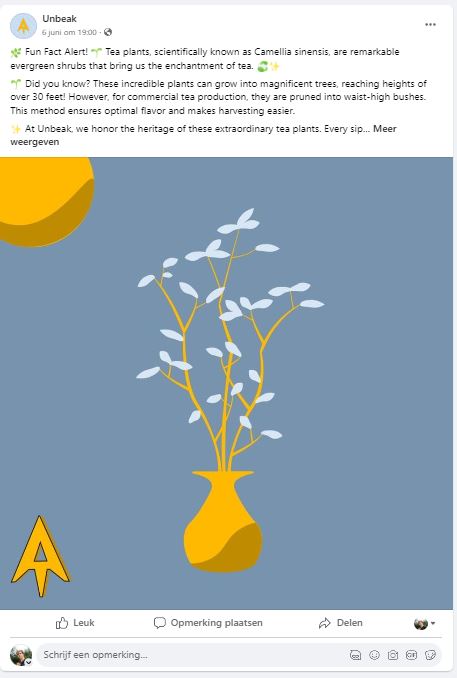 Unbeak
6 juni om 19:00 ·
🌿 Fun Fact Alert! 🌱 Tea plants, scientifically known as Camellia sinensis, are remarkable
evergreen shrubs that bring us the enchantment of tea. 🍃✨
🌱 Did you know? These incredible plants can grow into magnificent trees, reaching heights of
over 30 feet! However, for commercial tea production, they are pruned into waist-high bushes.
This method ensures optimal flavor and makes harvesting easier.
✨ At Unbeak, we honor the heritage of these extraordinary tea plants. Every sip... Meer
weergeven
Leuk
Opmerking plaatsen
Delen
Schrijf een opmerking...
GIF